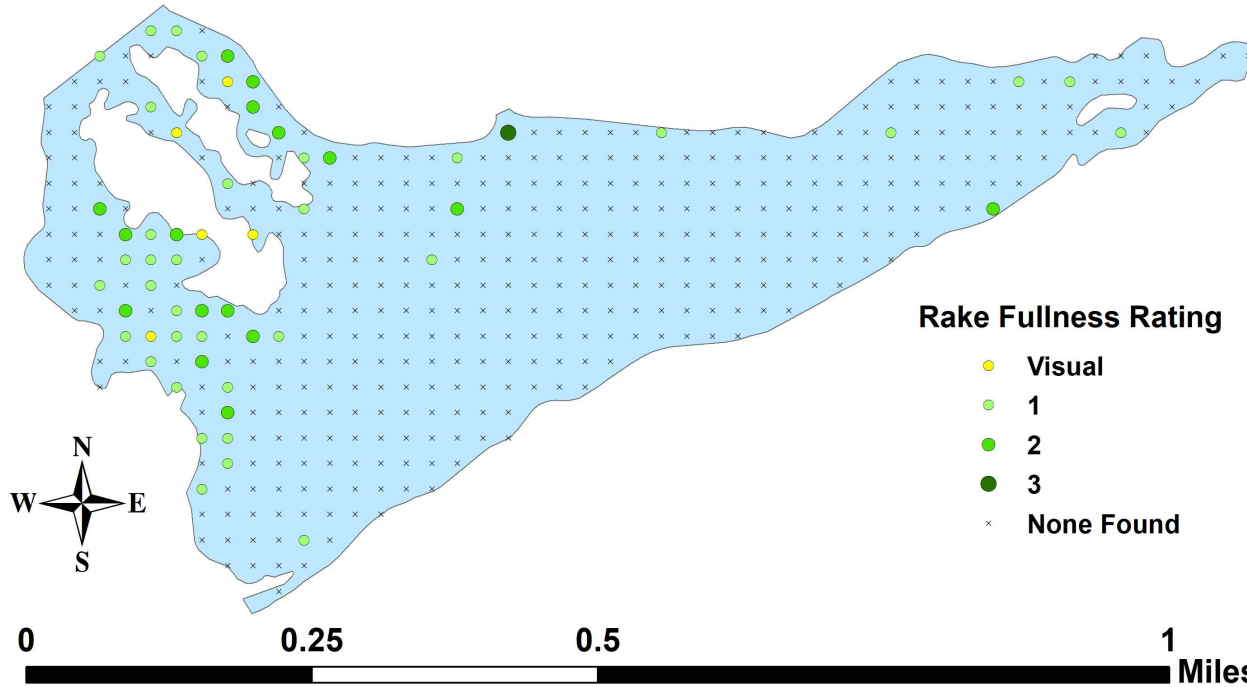 Rake Fullness Rating
Visual
1
2
3
None Found
N
W E
S
0 0.25 0.5 1
Miles